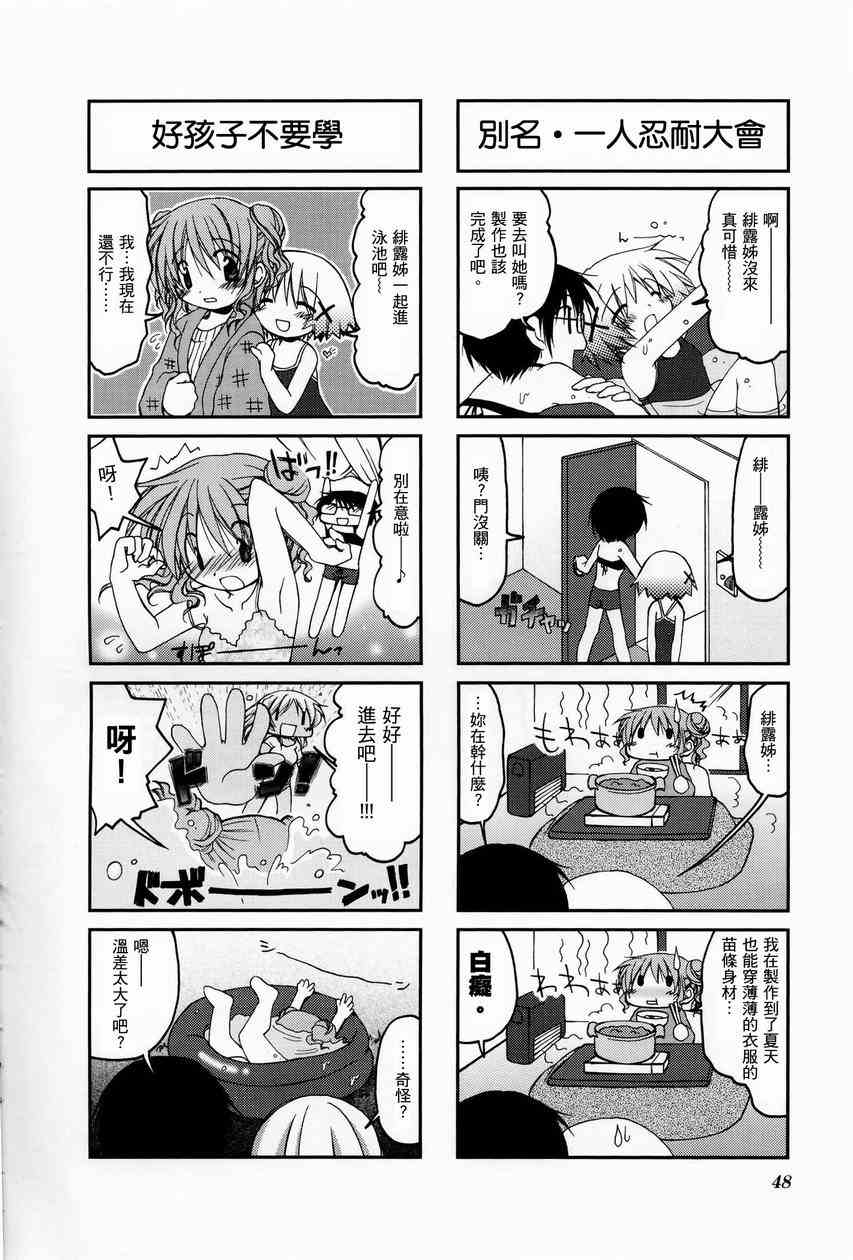 別名・一人忍耐大會
啊——
緋露姊沒來
真可惜~~
要去叫她嗎?
製作也該
完成了吧。
緋——露姊~~~
咦?門沒關…
ガチャッ
緋露姊…
…妳在幹什麼?
もわぁぁぁぁ
我在製作到了夏天
也能穿薄薄的衣服的
苗條身材…
白癡。
好孩子不要學
緋露姊一起進
泳池吧~
我…我現在
還不行……
別在意啦—♪
呀!
ばっ!!
すぽ———んっ
好好——
進去吧——!!!
呀!
ドン!
ドボ———ンッ!!
……奇怪?
嗯——
溫差太大了吧?
48